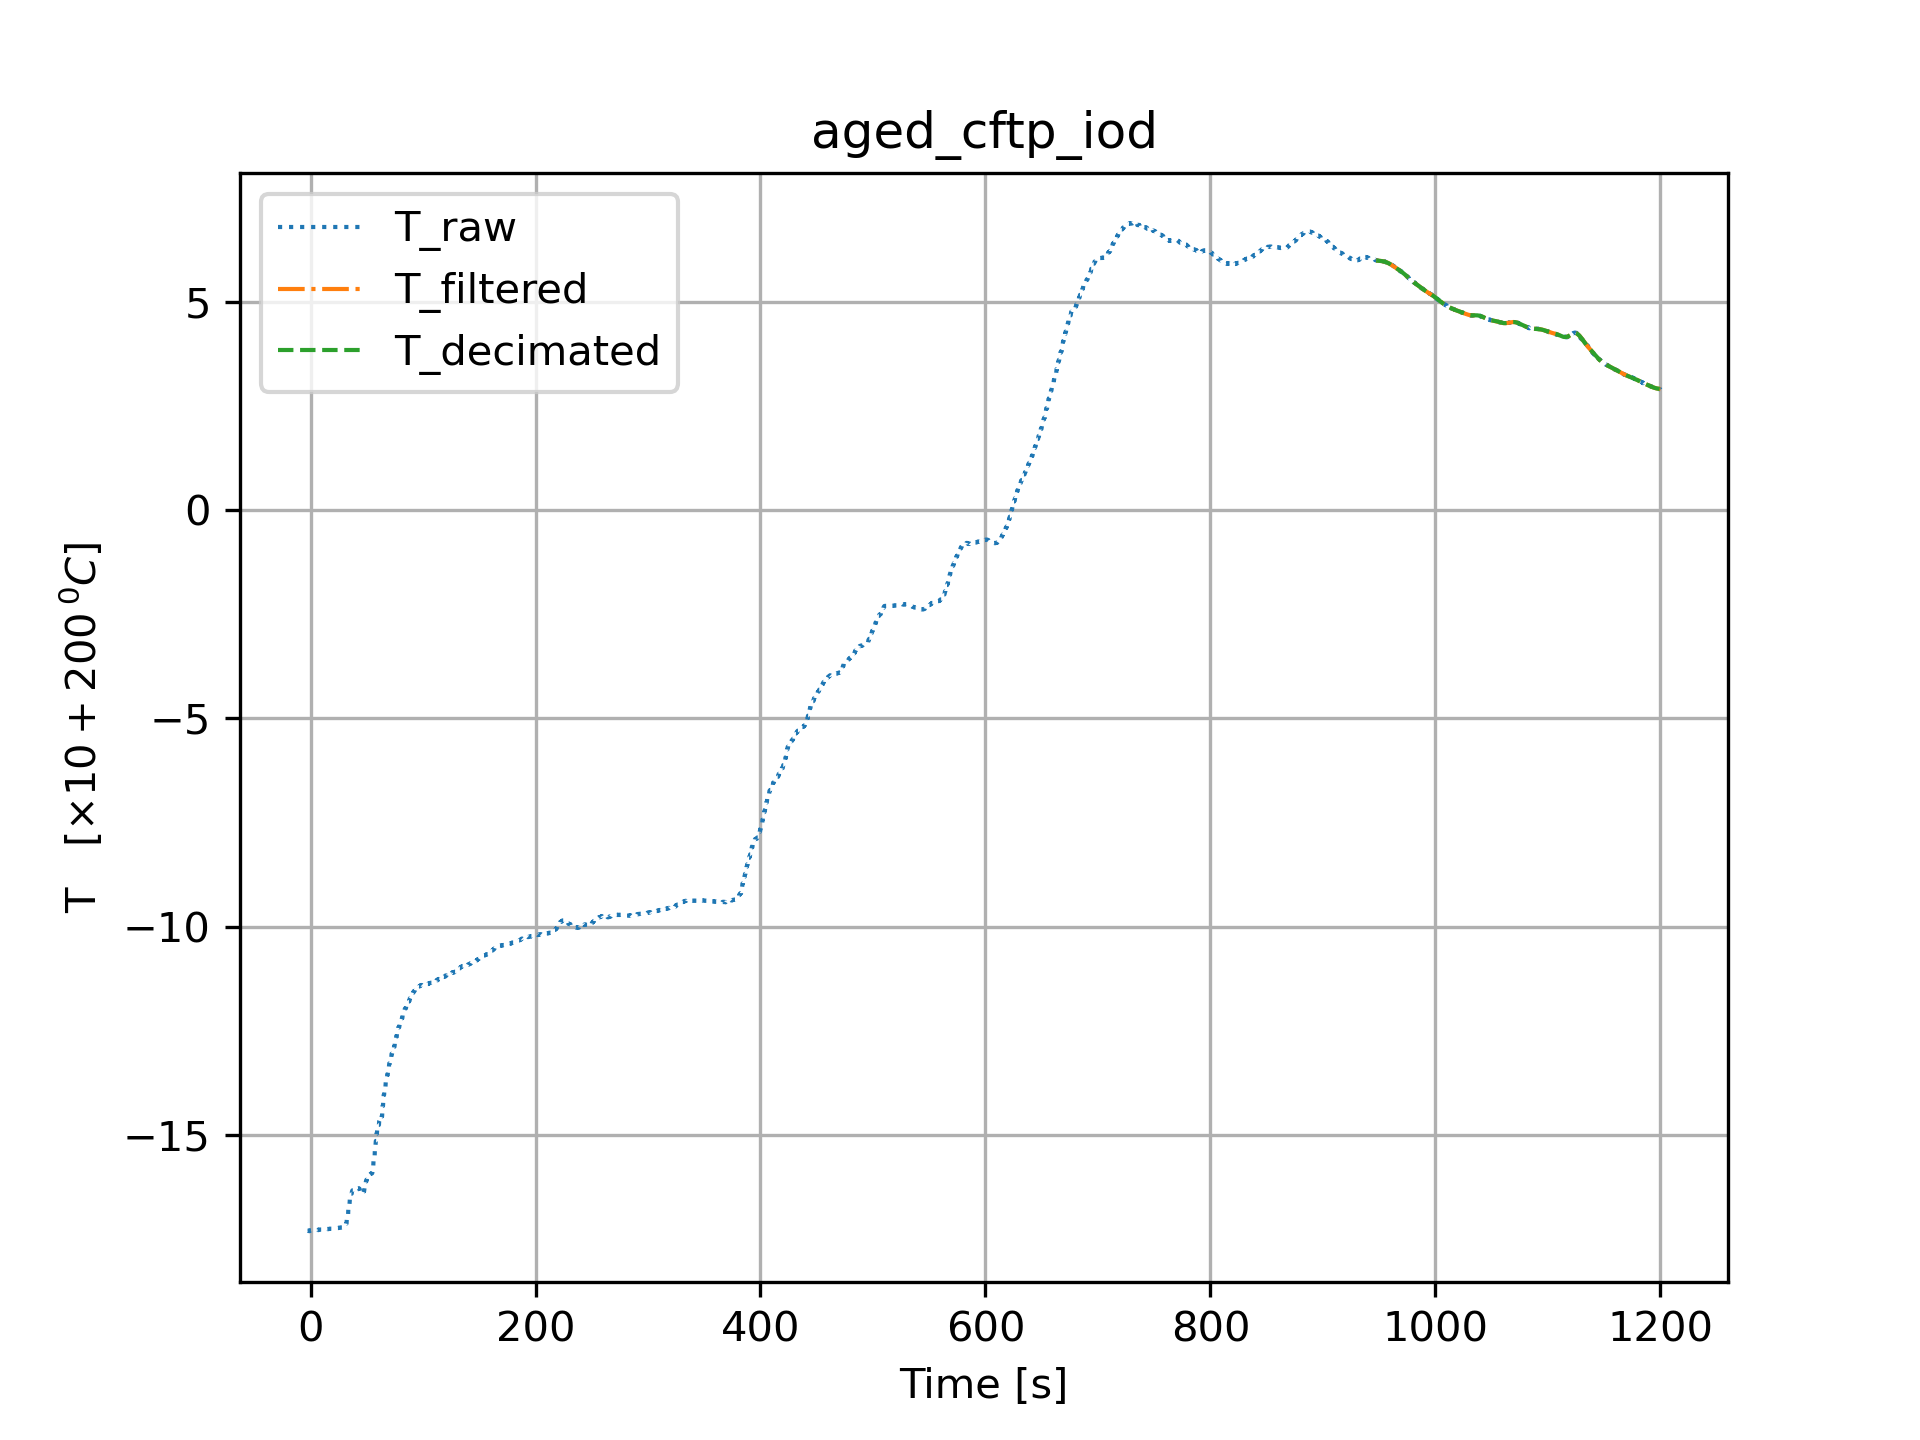 aged_cftp_iod
T_raw
T_filtered
T_decimated
5
0
−5
−10
−15
T [×10 + 200 ⁰C]
0 200 400 600 800 1000 1200
Time [s]